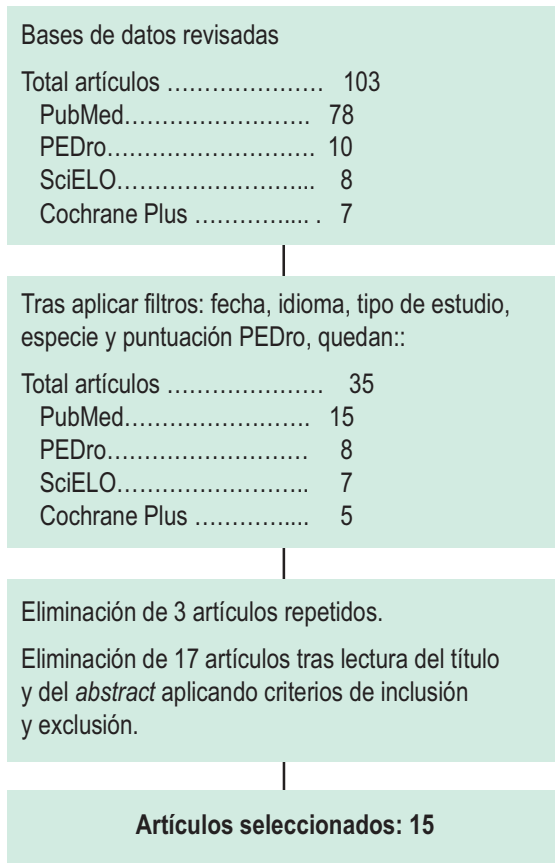 Bases de datos revisadas
Total artículos ………………… 103
PubMed……………………. 78
PEDro………………………. 10
SciELO……………………... 8
Cochrane Plus ………….... . 7
Tras aplicar filtros: fecha, idioma, tipo de estudio,
especie y puntuación PEDro, quedan::
Total artículos ………………… 35
PubMed……………………. 15
PEDro……………………… 8
SciELO…………………….. 7
Cochrane Plus ………….... 5
Eliminación de 3 artículos repetidos.
Eliminación de 17 artículos tras lectura del título
y del abstract aplicando criterios de inclusión
y exclusión.
Artículos seleccionados: 15